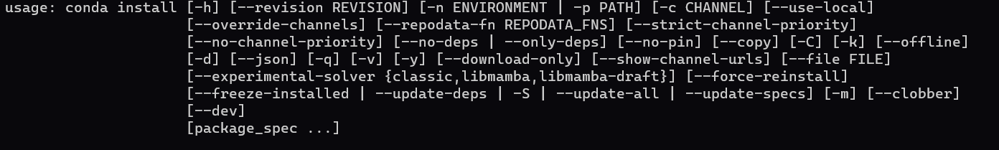 usage: conda install [-h] [--revision REVISION] [-n ENVIRONMENT | -p PATH] [-c CHANNEL] [--use-local]
[--override-channels] [--repodata-fn REPODATA_FNS] [--strict-channel-priority]
[--no-channel-priority] [--no-deps | --only-deps] [--no-pin] [--copy] [-C] [-k] [--offline]
[-d] [--json] [-q] [-v] [-y] [--download-only] [--show-channel-urls] [--file FILE]
[--experimental-solver {classic,libmamba,libmamba-draft}] [--force-reinstall]
[--freeze-installed | --update-deps | -S | --update-all | --update-specs] [-m] [--clobber]
[--dev]
[package_spec ...]